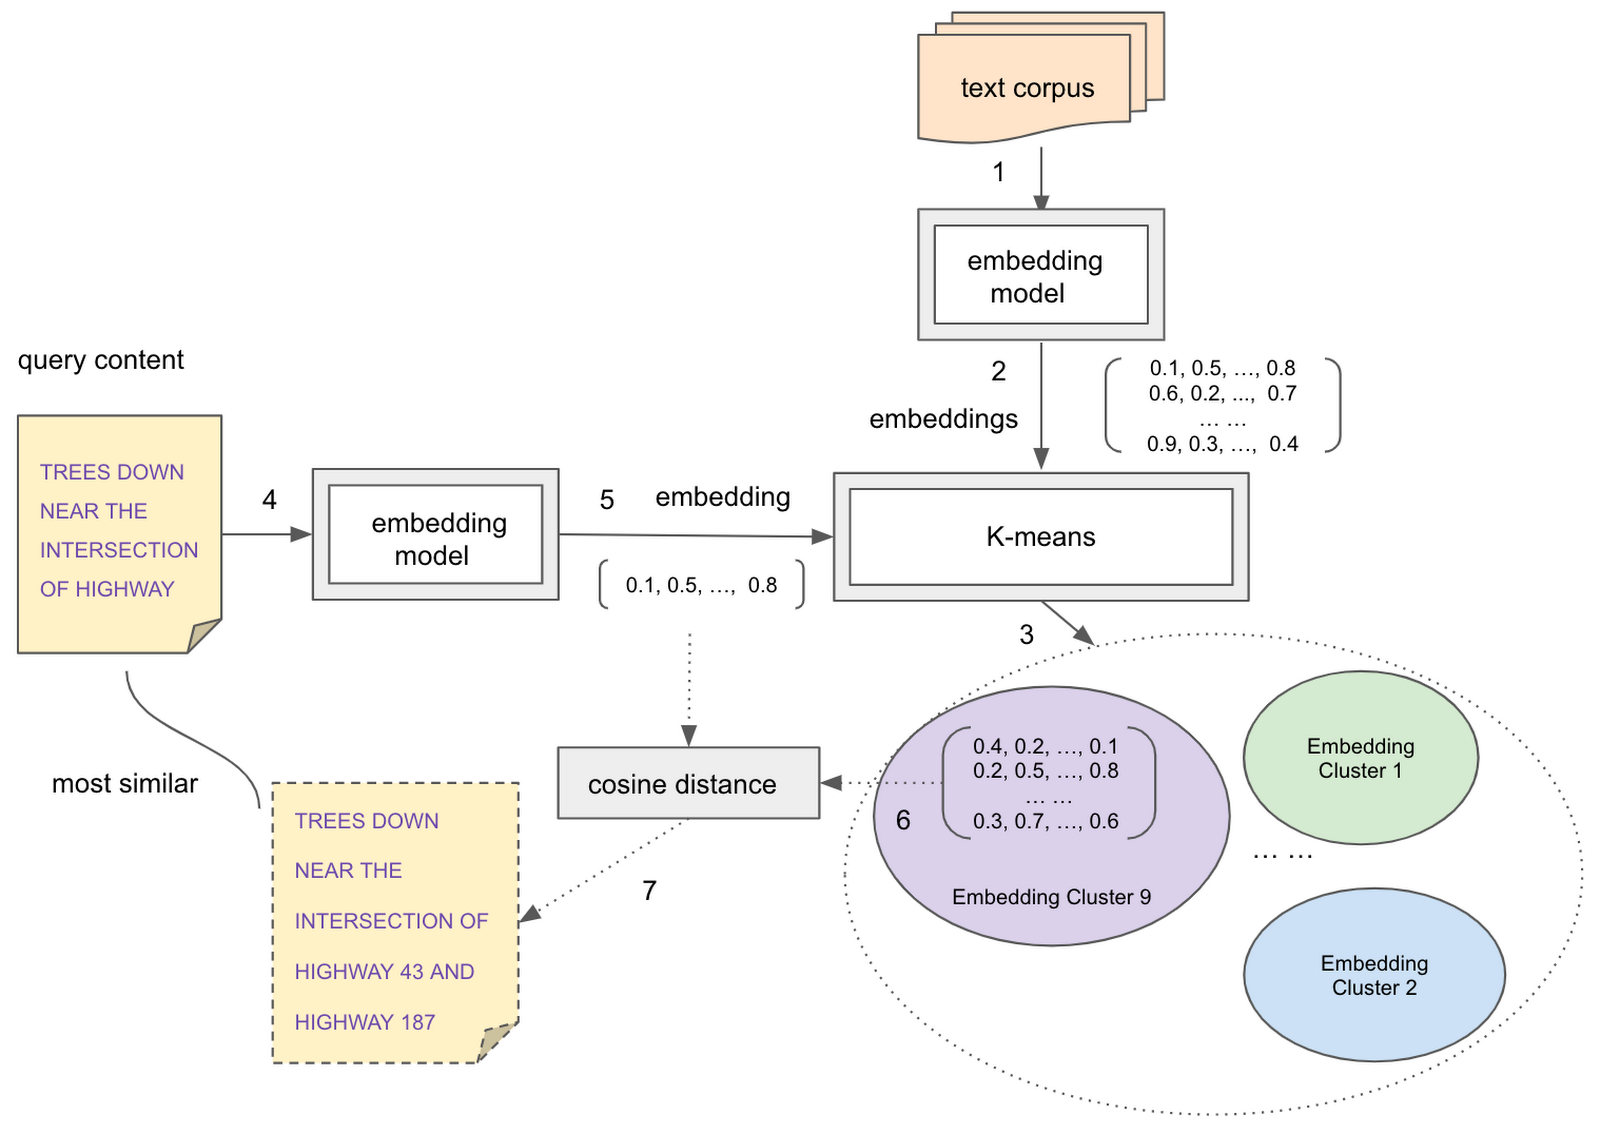 text corpus
1
embedding
model
2
embeddings
0.1, 0.5, …, 0.8
0.6, 0.2, ..., 0.7
… …
0.9, 0.3, …, 0.4
query content
TREES DOWN
NEAR THE
INTERSECTION
OF HIGHWAY
4
embedding
model
5
embedding
0.1, 0.5, …, 0.8
K-means
3
most similar
cosine distance
6
0.4, 0.2, …, 0.1
0.2, 0.5, …, 0.8
… …
0.3, 0.7, …, 0.6
Embedding Cluster 9
Embedding
Cluster 1
… …
Embedding
Cluster 2
7
TREES DOWN
NEAR THE
INTERSECTION OF
HIGHWAY 43 AND
HIGHWAY 187